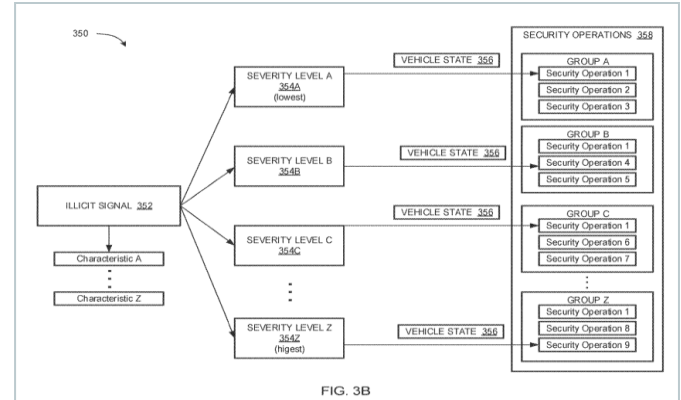 350
SECURITY OPERATIONS 358
VEHICLE STATE 356
SEVERITY LEVEL A
354A
(lowest)
GROUP A
Security Operation 1
Security Operation 2
Security Operation 3
SEVERITY LEVEL B
354B
VEHICLE STATE 356
GROUP B
Security Operation 1
Security Operation 4
Security Operation 5
ILLICIT SIGNAL 352
Characteristic A
Characteristic Z
VEHICLE STATE 356
SEVERITY LEVEL C
354C
GROUP C
Security Operation 1
Security Operation 6
Security Operation 7
SEVERITY LEVEL Z
354Z
(higest)
VEHICLE STATE 356
GROUP Z
Security Operation 1
Security Operation 8
Security Operation 9
FIG. 3B